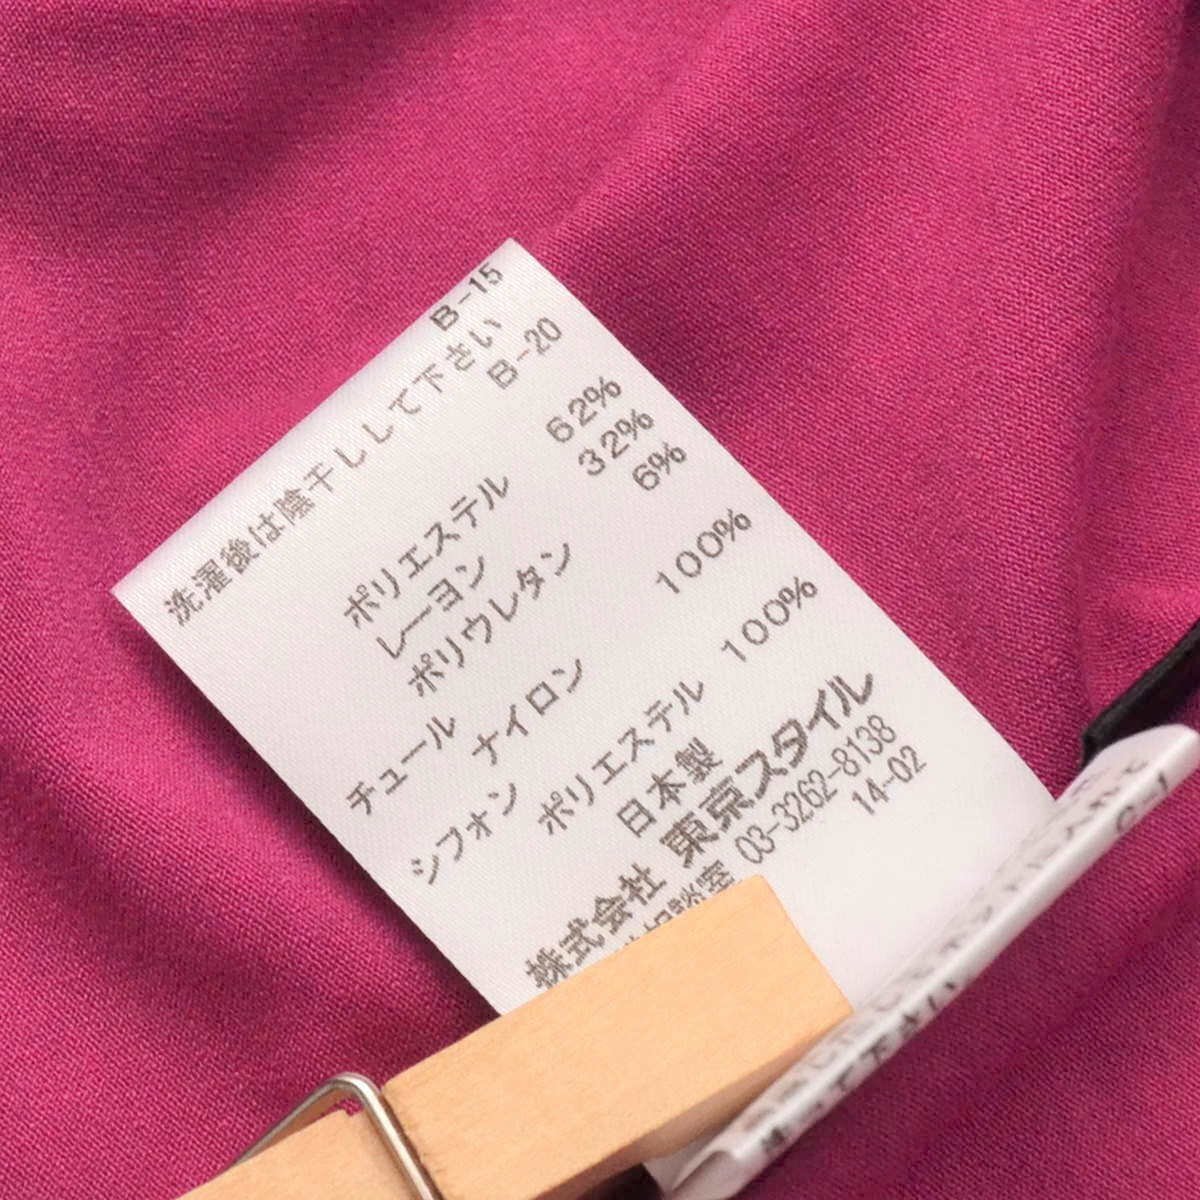 B-15
洗濯後は陰干しして下さい
B-20
ポリエステル 62%
レーヨン 32%
ポリウレタン 6%
チュール ナイロン 100%
シフォン ポリエステル 100%
日本製
株式会社 東京スタイル
相談室 03-3262-8138
14-02